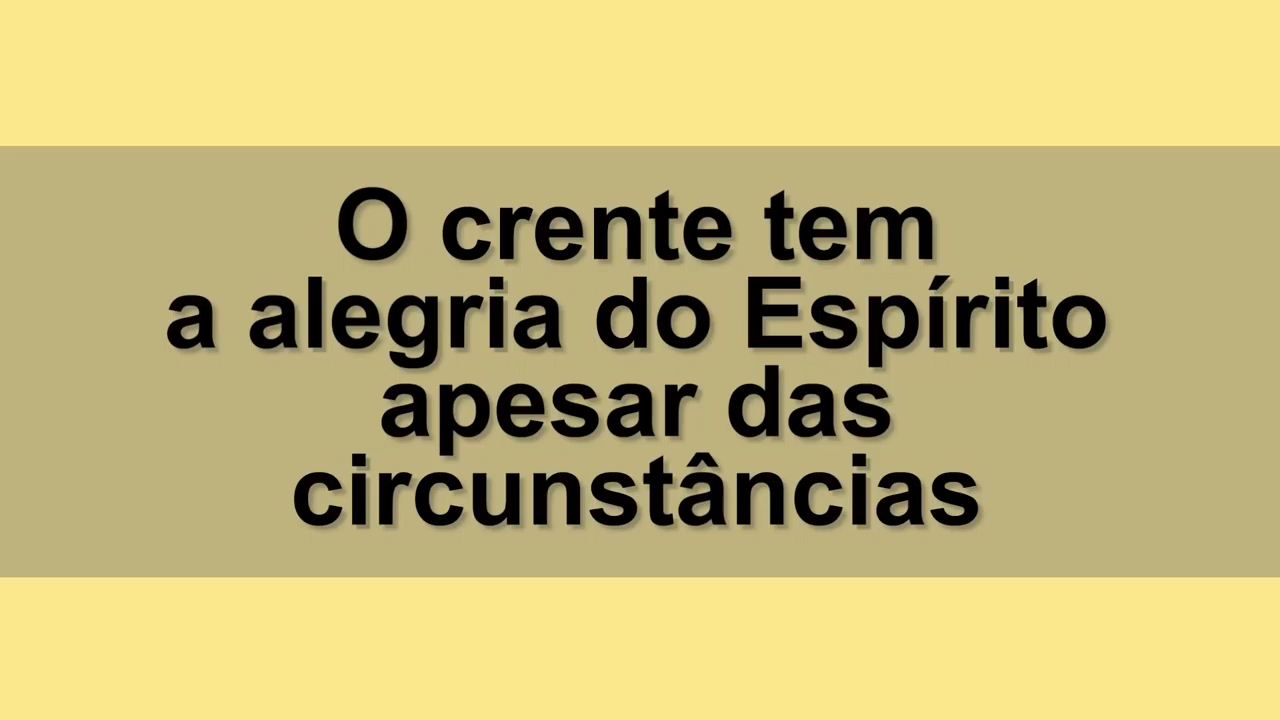 O crente tem
a alegria do Espírito
apesar das
circunstâncias